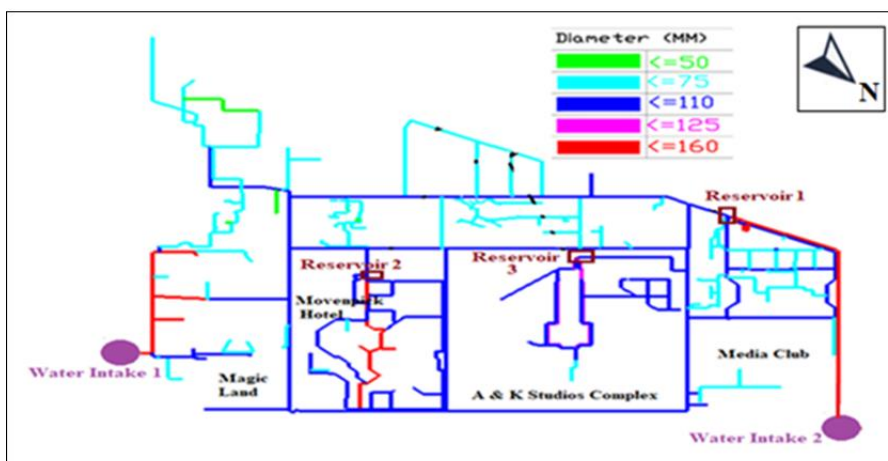 Diameter (MM)
<=50
<=75
<=110
<=125
<=160
N
Reservoir 1
Reservoir
3
Reservoir 2
Movenpick
Hotel
Water Intake 1
Magic
Land
A & K Studios Complex
Media Club
Water Intake 2